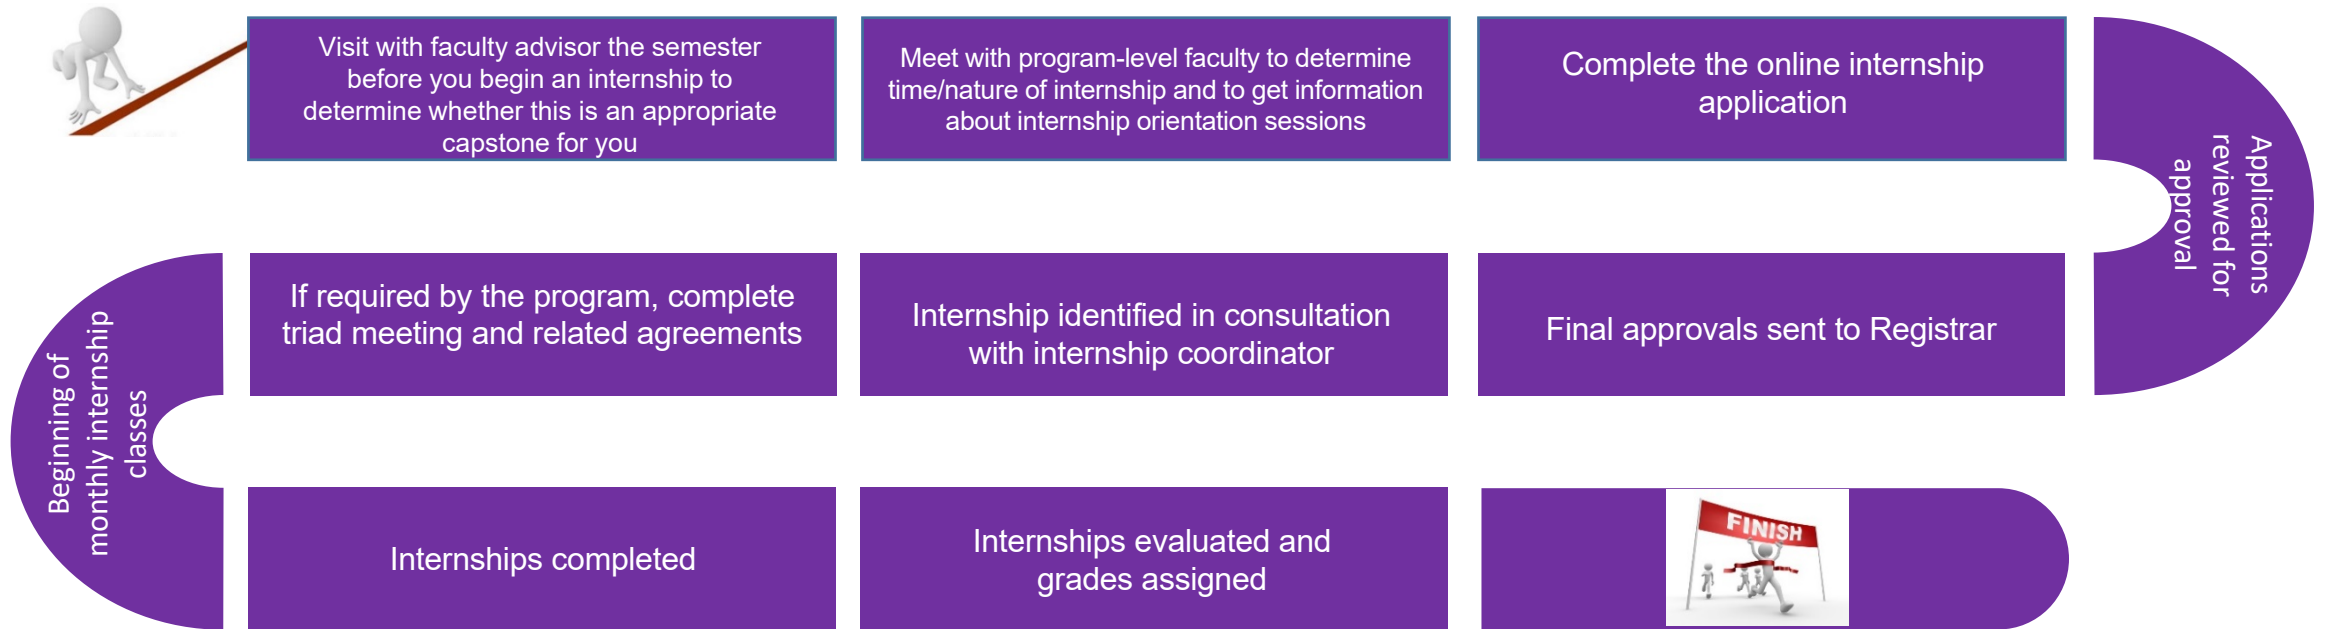 Visit with faculty advisor the semester
before you begin an internship to
determine whether this is an appropriate
capstone for you
Meet with program-level faculty to determine
time/nature of internship and to get information
about internship orientation sessions
Complete the online internship
application
Applications
reviewed for
approval
Final approvals sent to Registrar
Internship identified in consultation
with internship coordinator
If required by the program, complete
triad meeting and related agreements
Beginning of
monthly internship
classes
Internships completed
Internships evaluated and
grades assigned
FINISH